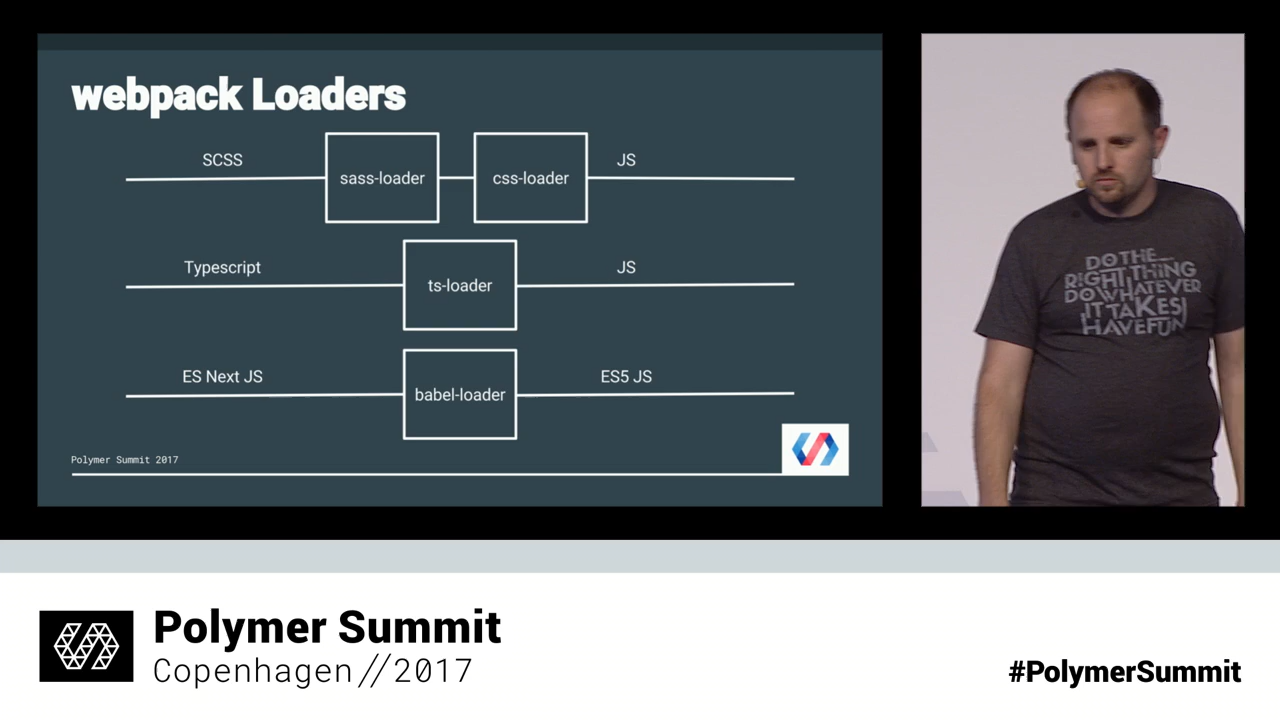 webpack Loaders
SCSS
sass-loader
css-loader
JS
Typescript
ts-loader
JS
ES Next JS
babel-loader
ES5 JS
Polymer Summit 2017
DO THE
RIGHT THING
DO WHATEVER
IT TAKES
HAVE FUN
Polymer Summit
Copenhagen//2017
#PolymerSummit